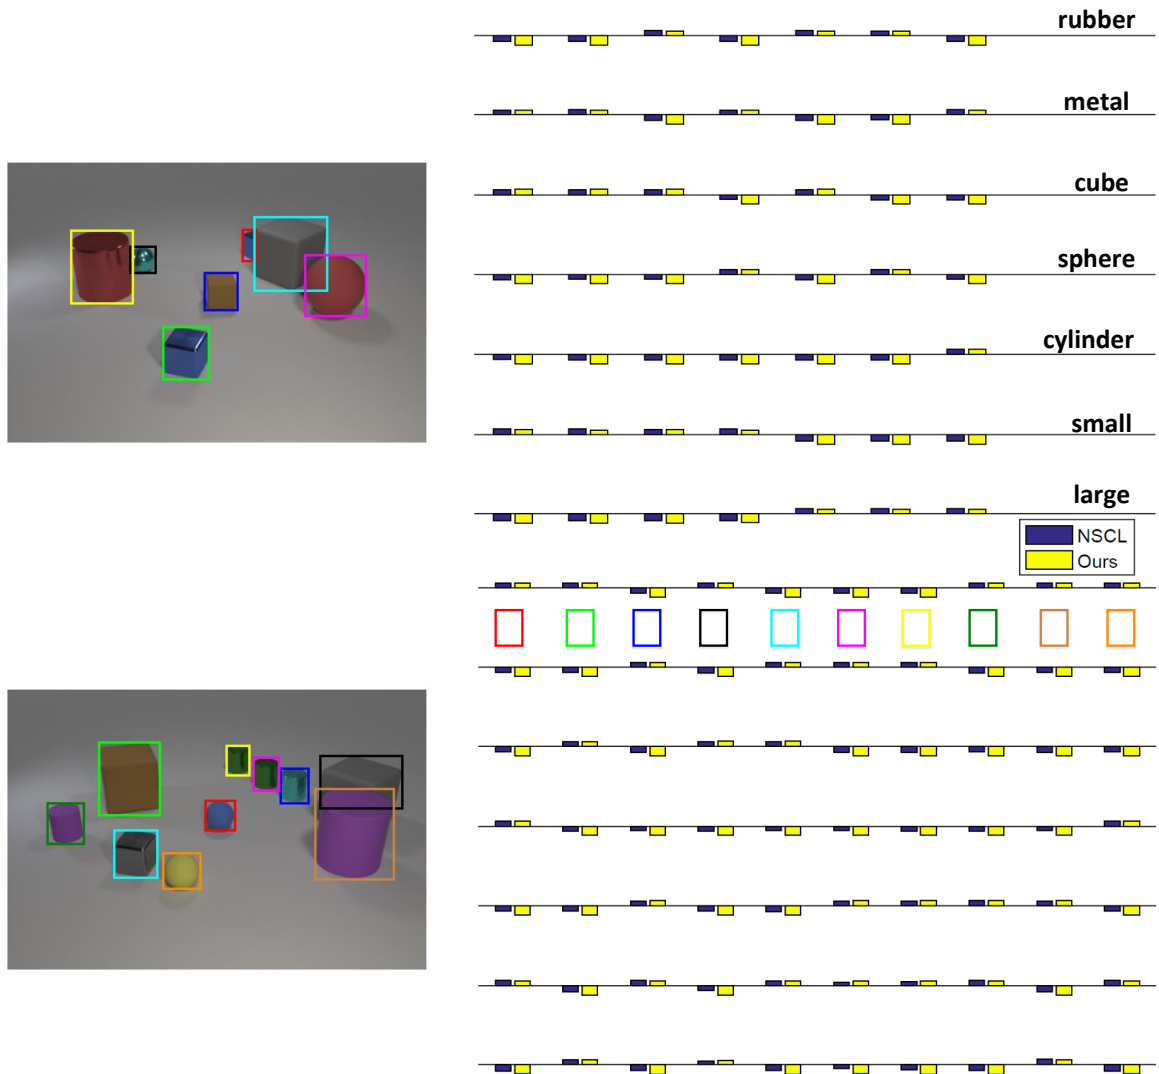 rubber
metal
cube
sphere
cylinder
small
large
NSCL
Ours